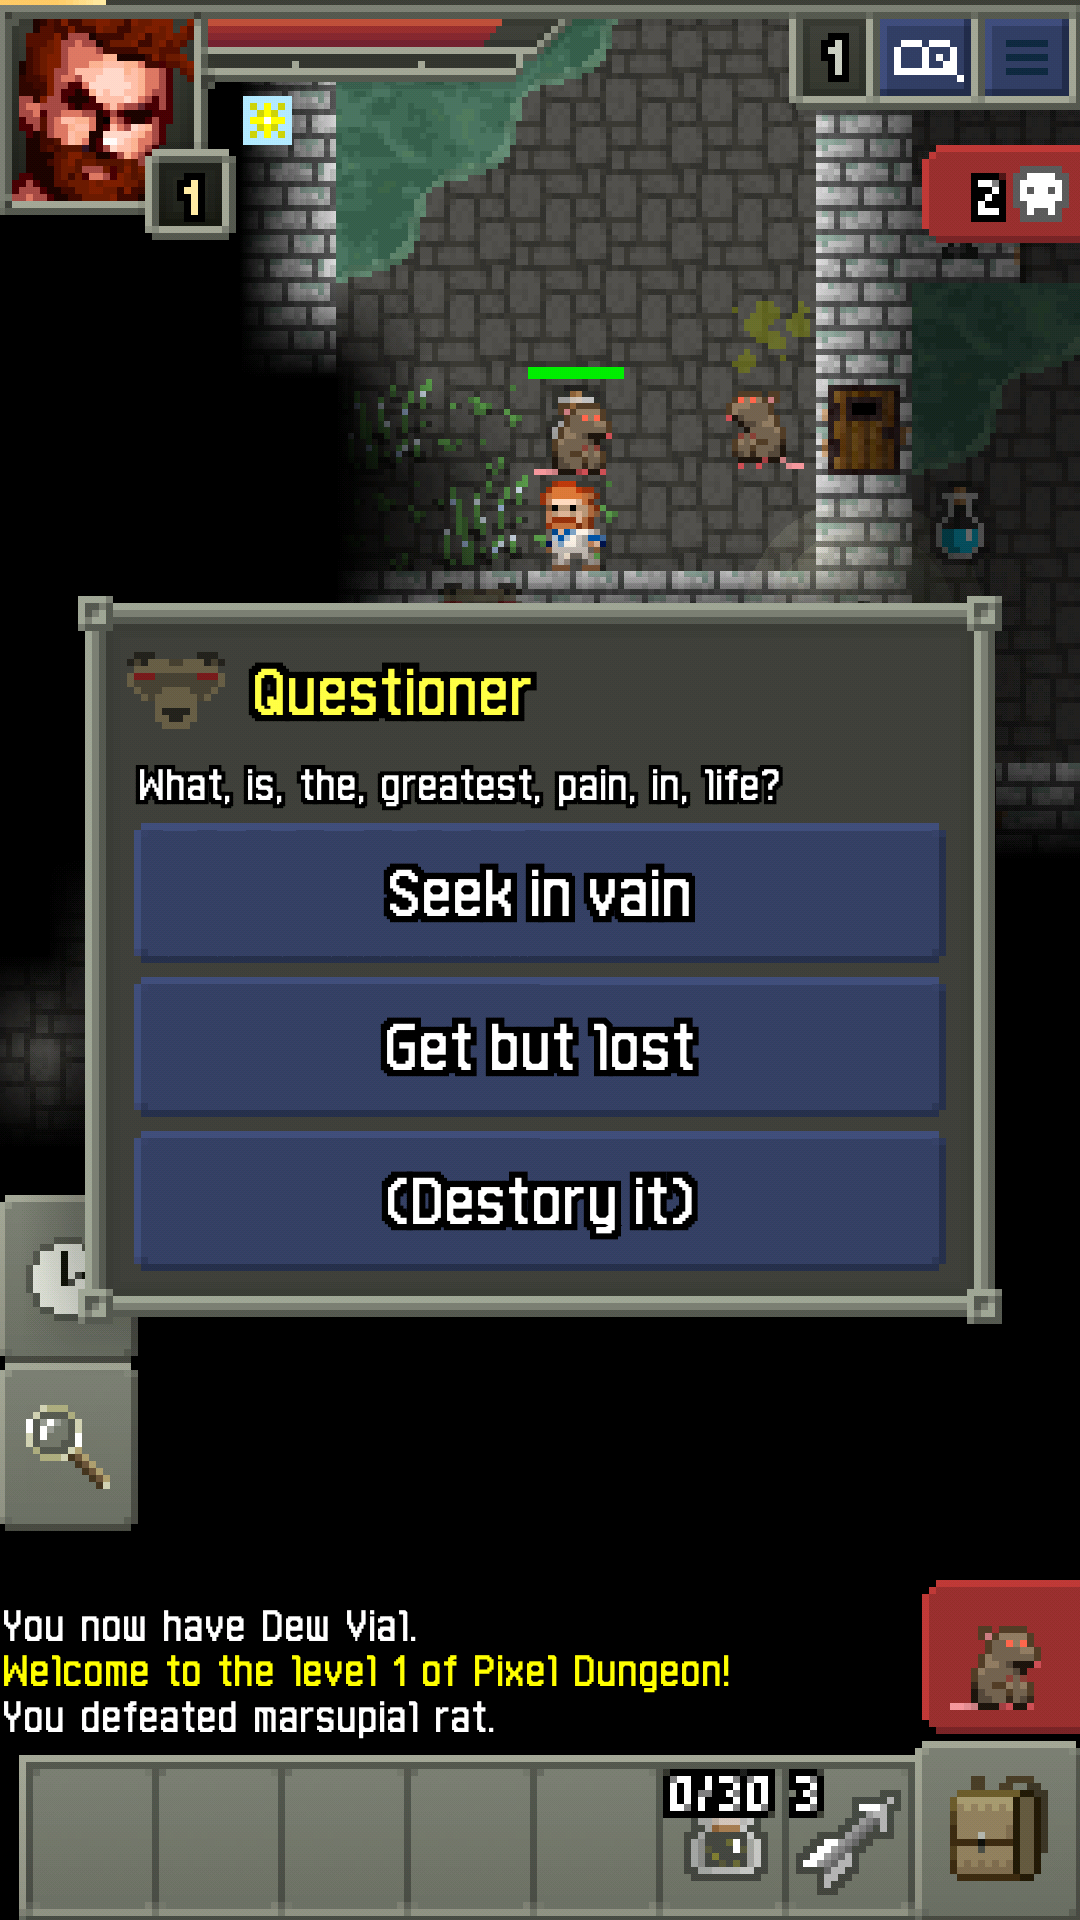 1
1
2
Questioner
What, is, the, greatest, pain, in, life?
Seek in vain
Get but lost
(Destory it)
You now have Dew Vial.
Welcome to the level 1 of Pixel Dungeon!
You defeated marsupial rat.
0/30 3